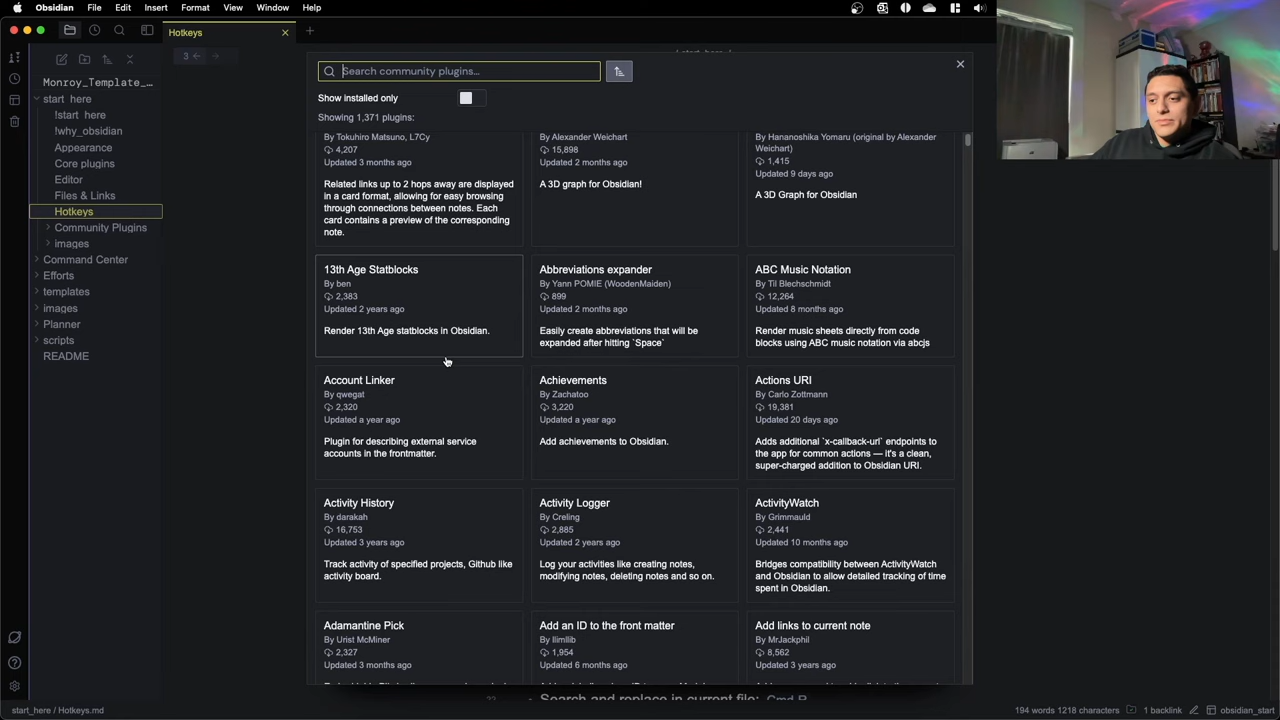 Obsidian File Edit Insert Format View Window Help
Hotkeys
3
Monroy_Template_...
start_here
!start_here
!why_obsidian
Appearance
Core plugins
Editor
Files & Links
Hotkeys
Community Plugins
images
Command Center
Efforts
templates
images
Planner
scripts
README
Search community plugins...
Show installed only
Showing 1,371 plugins:
By Tokuhiro Matsuno, L7Cy
4,207
Updated 3 months ago
Related links up to 2 hops away are displayed
in a card format, allowing for easy browsing
through connections between notes. Each
card contains a preview of the corresponding
note.
By Alexander Weichart
15,898
Updated 2 months ago
A 3D graph for Obsidian!
By Hananoshika Yomaru (original by Alexander
Weichart)
1,415
Updated 9 days ago
A 3D Graph for Obsidian
13th Age Statblocks
By ben
2,383
Updated 2 years ago
Render 13th Age statblocks in Obsidian.
Abbreviations expander
By Yann POMIE (WoodenMaiden)
899
Updated 2 months ago
Easily create abbreviations that will be
expanded after hitting `Space`
ABC Music Notation
By Til Blechschmidt
12,264
Updated 8 months ago
Render music sheets directly from code
blocks using ABC music notation via abcjs
Account Linker
By qwegat
2,320
Updated a year ago
Plugin for describing external service
accounts in the frontmatter.
Achievements
By Zachatoo
3,220
Updated a year ago
Add achievements to Obsidian.
Actions URI
By Carlo Zottmann
19,381
Updated 20 days ago
Adds additional `x-callback-url` endpoints to
the app for common actions — it's a clean,
super-charged addition to Obsidian URI.
Activity History
By darakah
16,753
Updated 3 years ago
Track activity of specified projects, Github like
activity board.
Activity Logger
By Creling
2,885
Updated 2 years ago
Log your activities like creating notes,
modifying notes, deleting notes and so on.
ActivityWatch
By Grimmauld
2,441
Updated 10 months ago
Bridges compatibility between ActivityWatch
and Obsidian to allow detailed tracking of time
spent in Obsidian.
Adamantine Pick
By Urist McMiner
2,327
Updated 3 months ago
Add an ID to the front matter
By llimllib
1,954
Updated 6 months ago
Add links to current note
By MrJackphil
8,562
Updated 3 years ago
Search and replace in current file: Cmd R
start_here / Hotkeys.md
194 words 1218 characters
1 backlink
obsidian_start